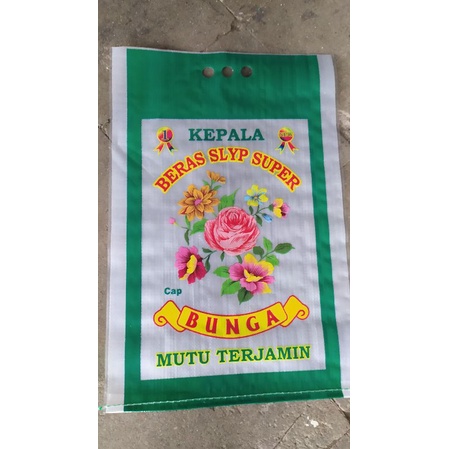 KEPALA
BERAS SLYP SUPER
Cap
BUNGA
MUTU TERJAMIN